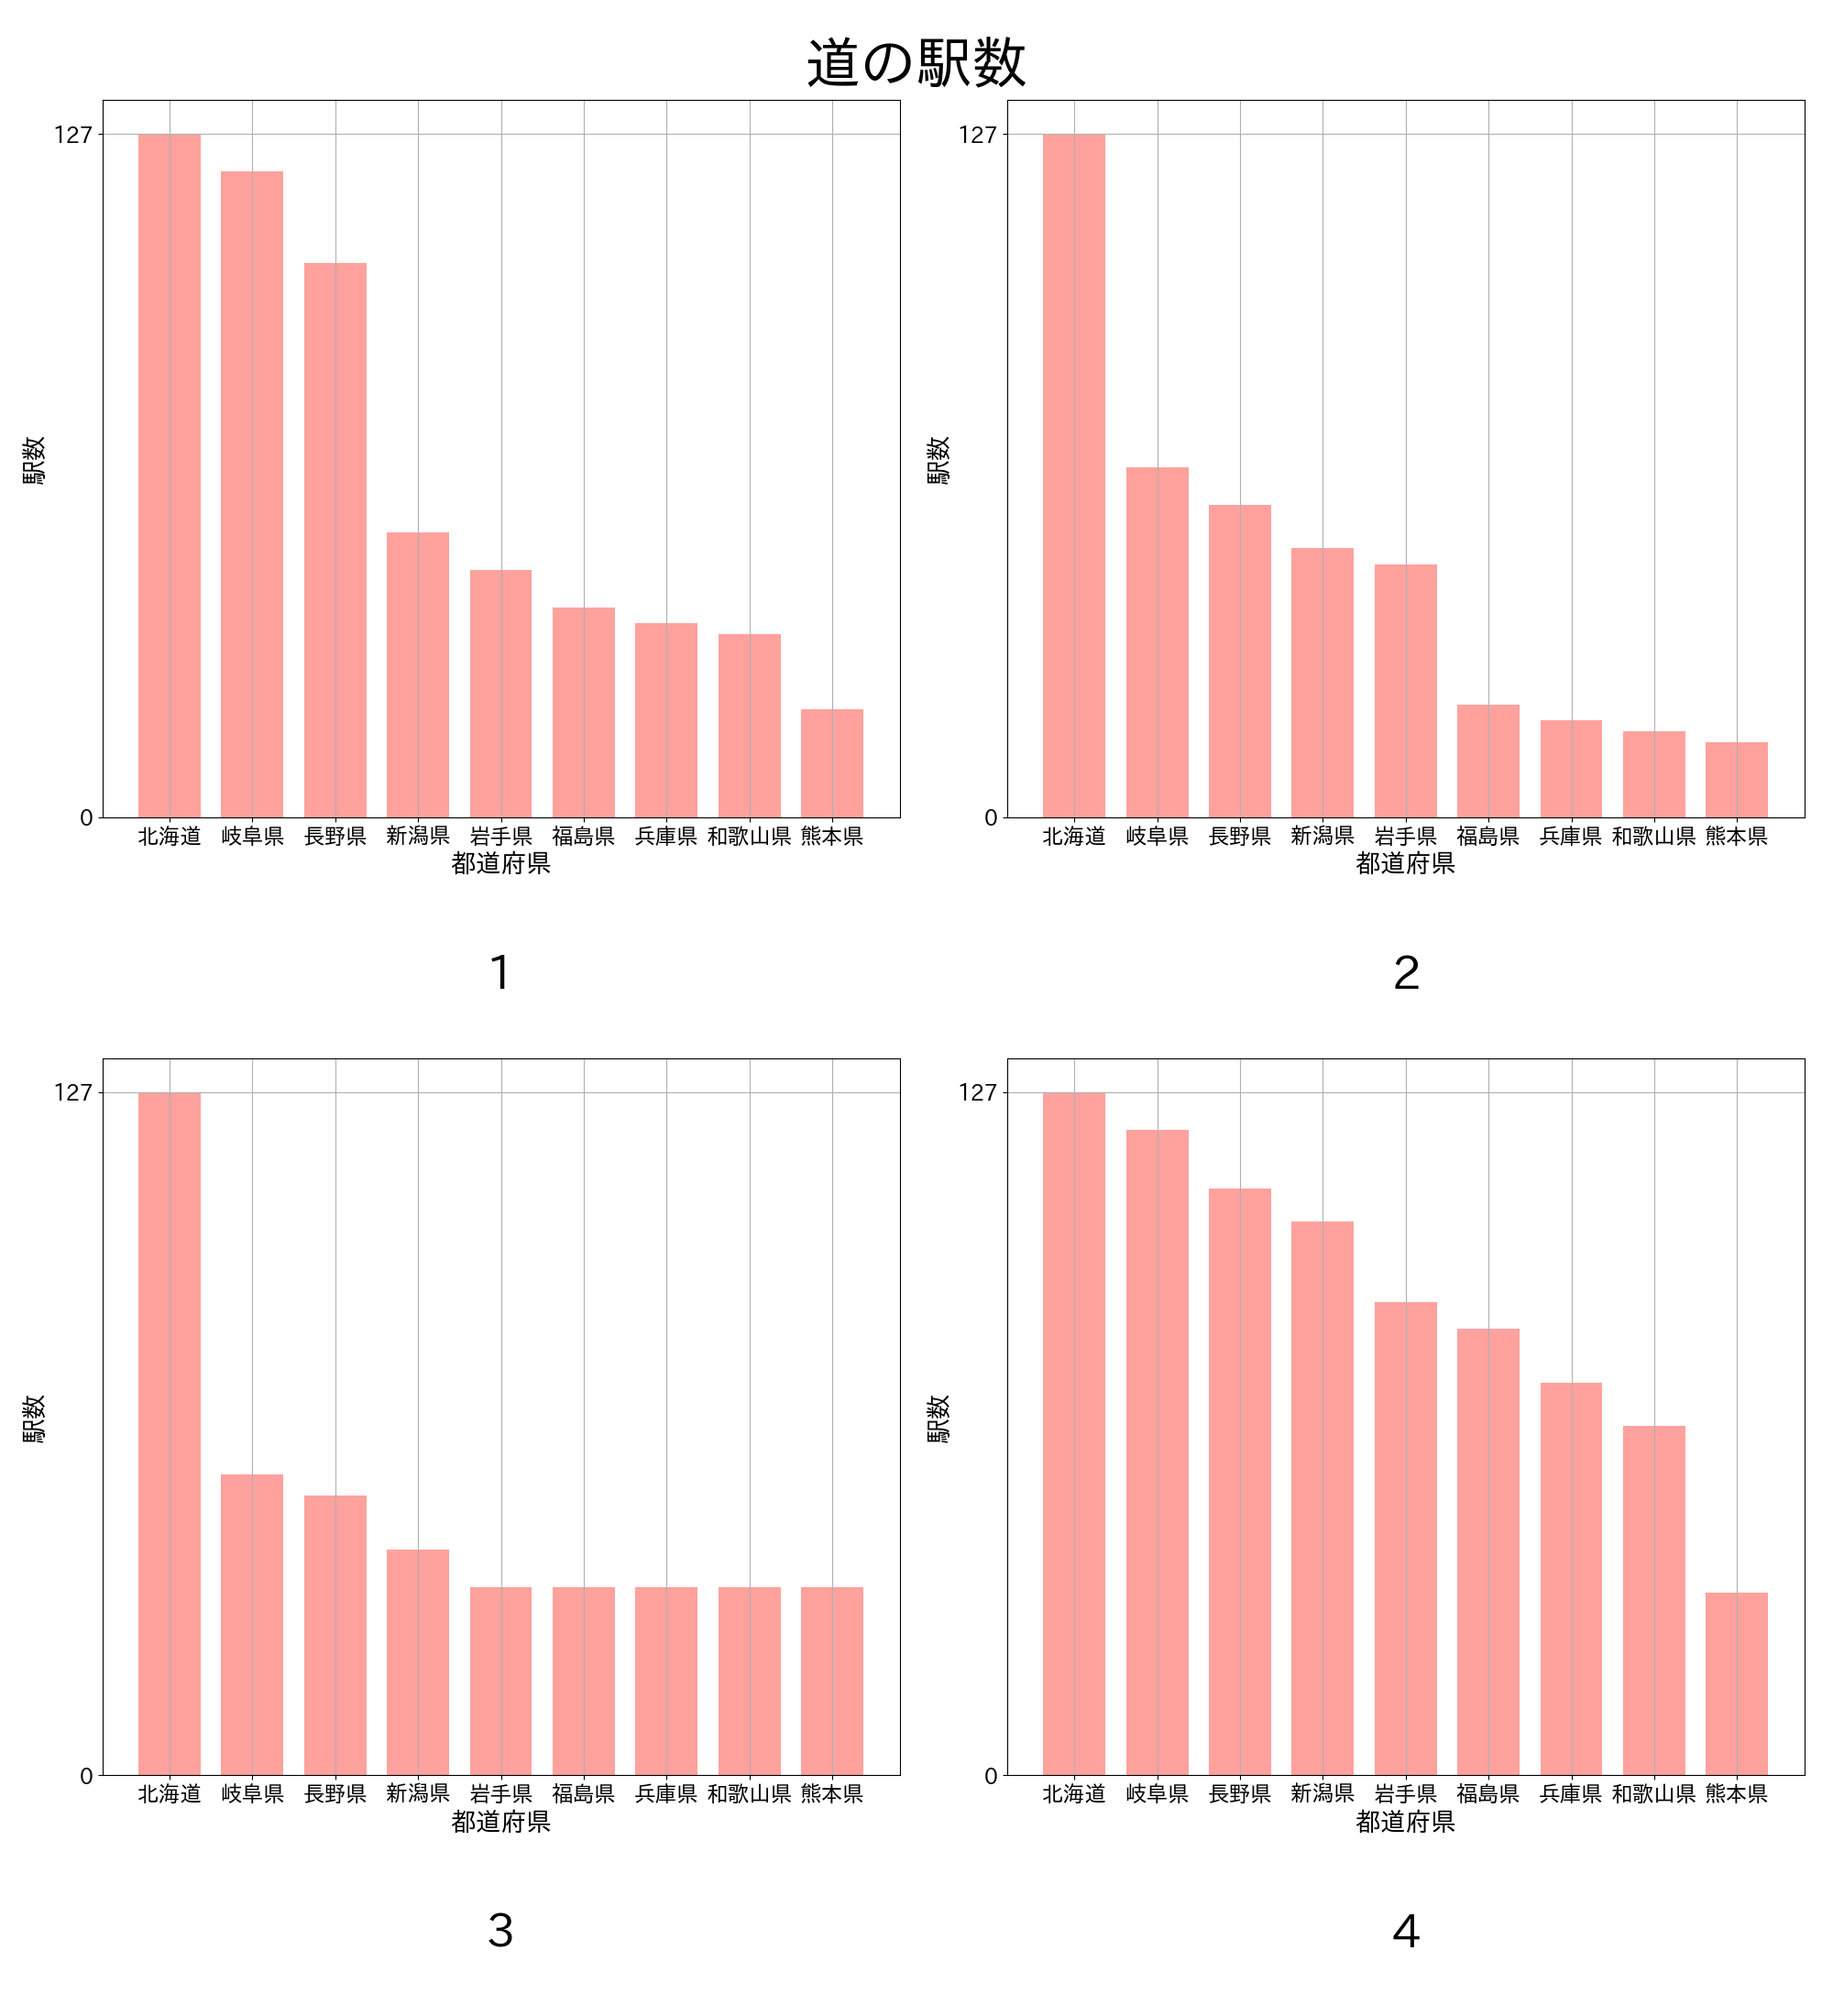 道の駅数
127
0
駅数
北海道 岐阜県 長野県 新潟県 岩手県 福島県 兵庫県 和歌山県 熊本県
都道府県
1
127
0
駅数
北海道 岐阜県 長野県 新潟県 岩手県 福島県 兵庫県 和歌山県 熊本県
都道府県
2
127
0
駅数
北海道 岐阜県 長野県 新潟県 岩手県 福島県 兵庫県 和歌山県 熊本県
都道府県
3
127
0
駅数
北海道 岐阜県 長野県 新潟県 岩手県 福島県 兵庫県 和歌山県 熊本県
都道府県
4